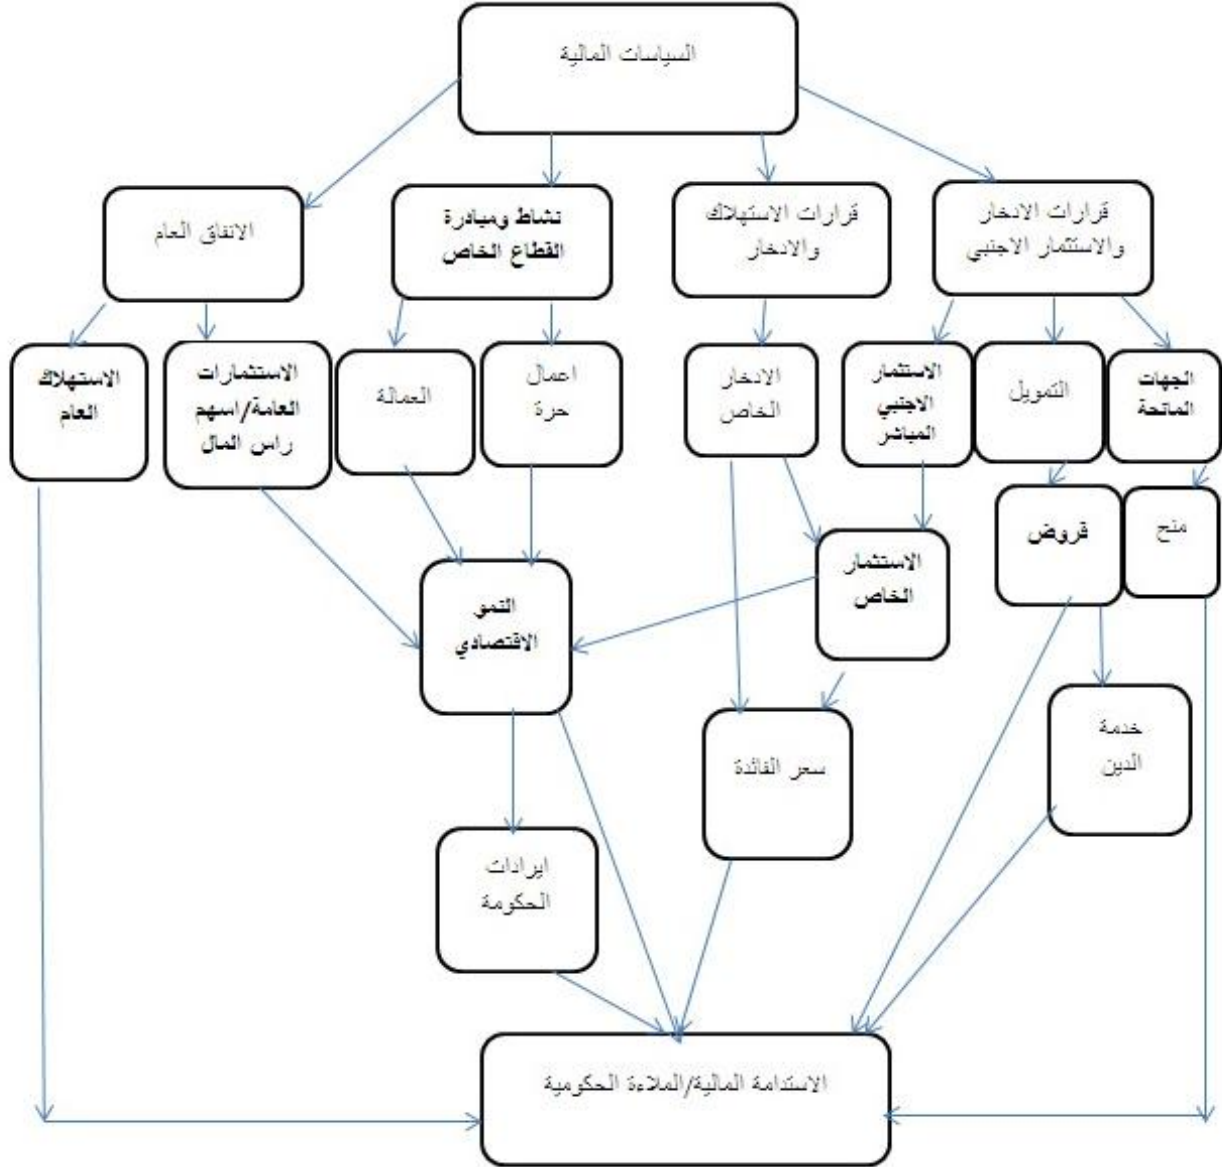 السياسات المالية
قرارات الادخار
والاستثمار الاجنبي
قرارات الاستهلاك
والادخار
نشاط ومبادرة
القطاع الخاص
الانفاق العام
الجهات
المانحة
التمويل
الاستثمار
الاجنبي
المباشر
الادخار
الخاص
اعمال
حرة
العمالة
الاستثمارات
العامة/اسهم
راس المال
الاستهلاك
العام
منح
قروض
الاستثمار
الخاص
النمو
الاقتصادي
خدمة
الدين
سعر الفائدة
ايرادات
الحكومة
الاستدامة المالية/الملاءة الحكومية